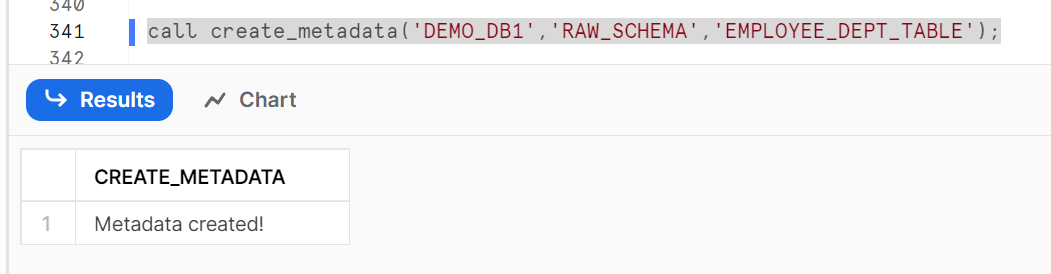 340
341 call create_metadata('DEMO_DB1','RAW_SCHEMA','EMPLOYEE_DEPT_TABLE');
342
Results Chart
CREATE_METADATA
1 Metadata created!